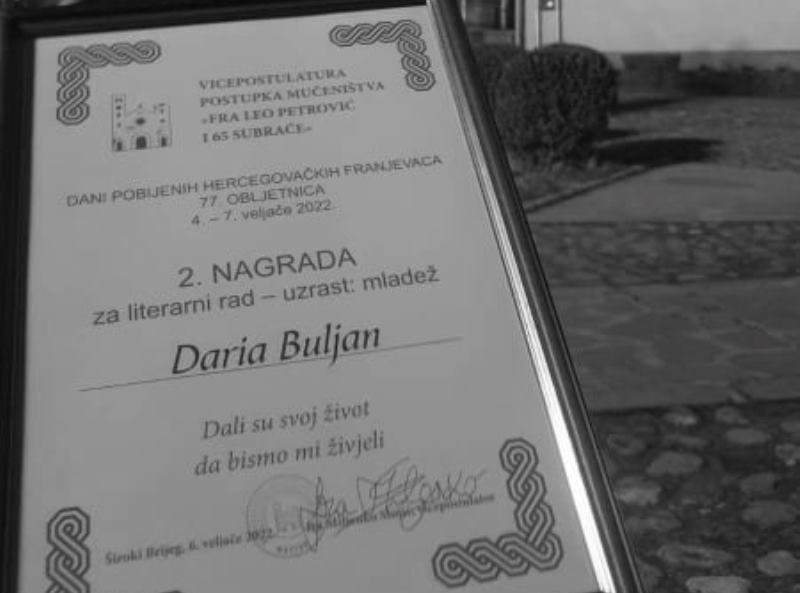 VICEPOSTULATURA
POSTUPKA MUČENIŠTVA
»FRA LEO PETROVIĆ
I 65 SUBRAĆE«
DANI POBIJENIH HERCEGOVAČKIH FRANJEVACA
77. OBLJETNICA
4. – 7. veljače 2022.
2. NAGRADA
za literarni rad – uzrast: mladež
Daria Buljan
Dali su svoj život
da bismo mi živjeli
Široki Brijeg, 6. veljače 2022.
vicepostulator